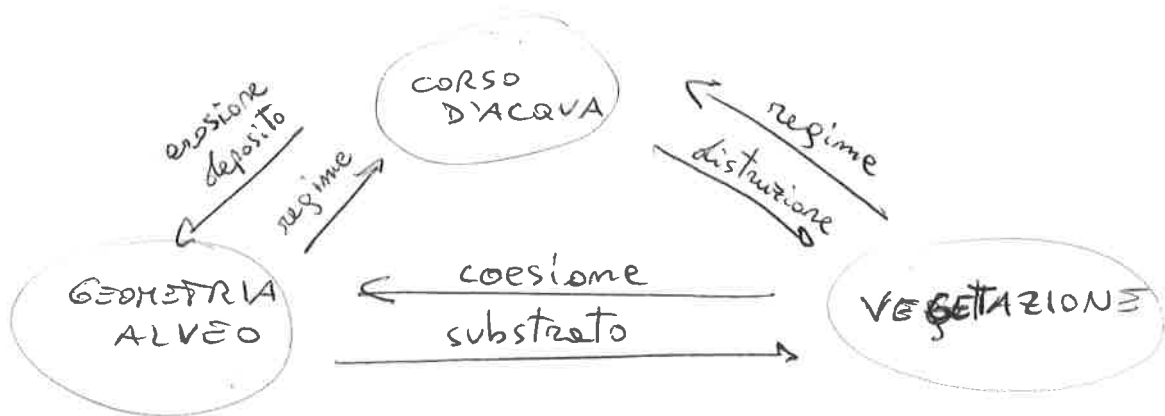 CORSO
D'ACQUA
erosione
deposito
regime
regime
distruzione
GEOMETRIA
ALVEO
coesione
substrato
VEGETAZIONE